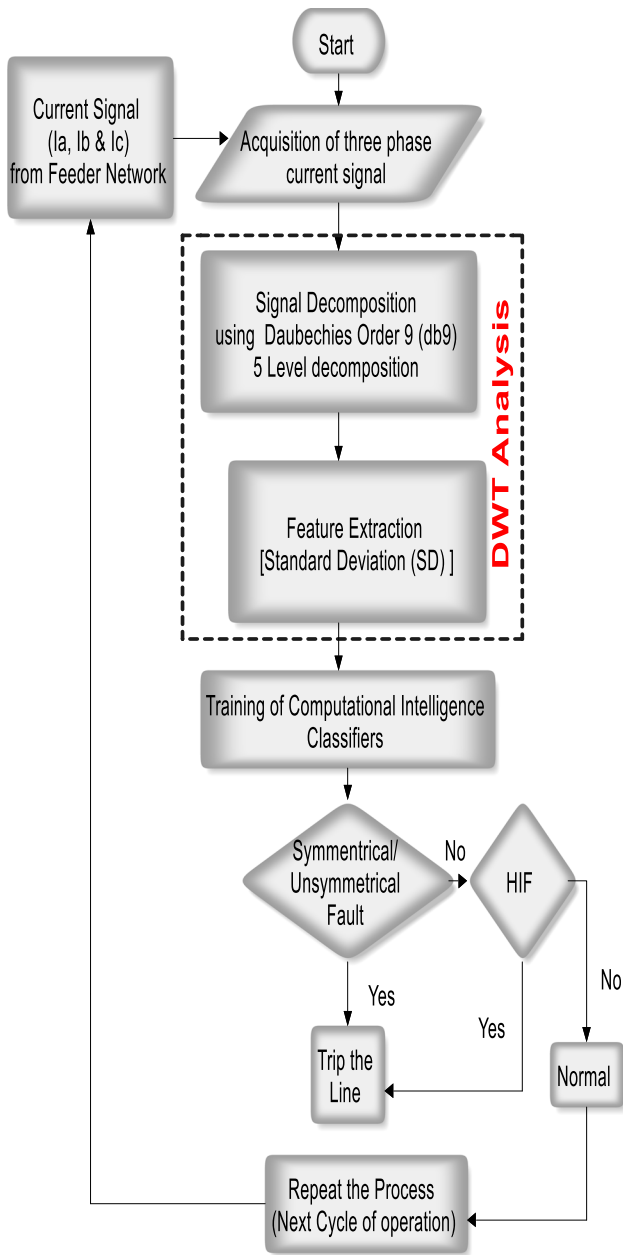 Start
Current Signal
(Ia, Ib & Ic)
from Feeder Network
Acquisition of three phase
current signal
Signal Decomposition
using Daubechies Order 9 (db9)
5 Level decomposition
DWT Analysis
Feature Extraction
[Standard Deviation (SD) ]
Training of Computational Intelligence
Classifiers
Symmentrical/
Unsymmetrical
Fault
No
HIF
Yes
Yes
No
Trip the
Line
Normal
Repeat the Process
(Next Cycle of operation)